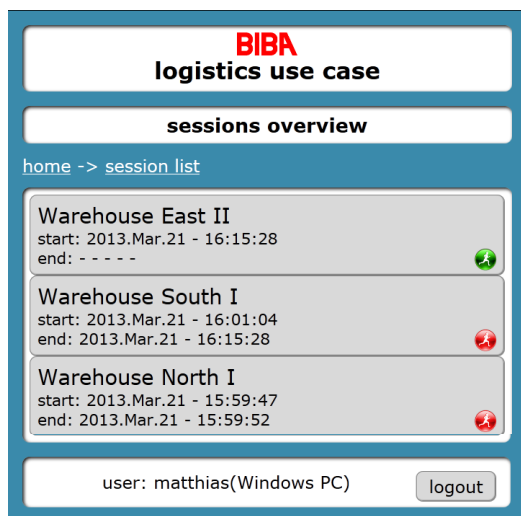 BIBA
logistics use case
sessions overview
home -> session list
Warehouse East II
start: 2013.Mar.21 - 16:15:28
end: - - - - -
Warehouse South I
start: 2013.Mar.21 - 16:01:04
end: 2013.Mar.21 - 16:15:28
Warehouse North I
start: 2013.Mar.21 - 15:59:47
end: 2013.Mar.21 - 15:59:52
user: matthias(Windows PC) logout